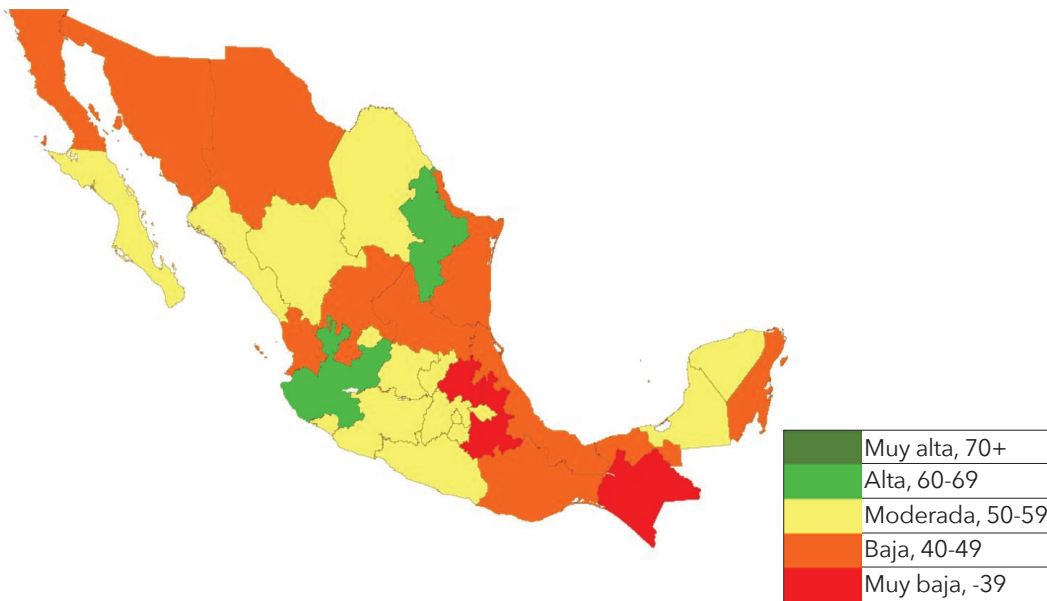 Muy alta, 70+
Alta, 60-69
Moderada, 50-59
Baja, 40-49
Muy baja, -39